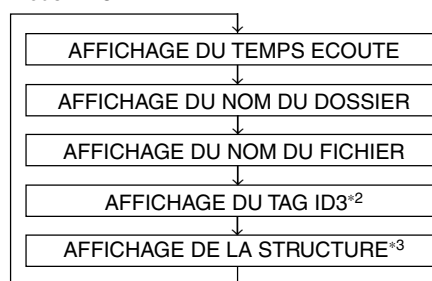 AFFICHAGE DU TEMPS ECOUTE
AFFICHAGE DU NOM DU DOSSIER
AFFICHAGE DU NOM DU FICHIER
AFFICHAGE DU TAG ID3*2
AFFICHAGE DE LA STRUCTURE*3